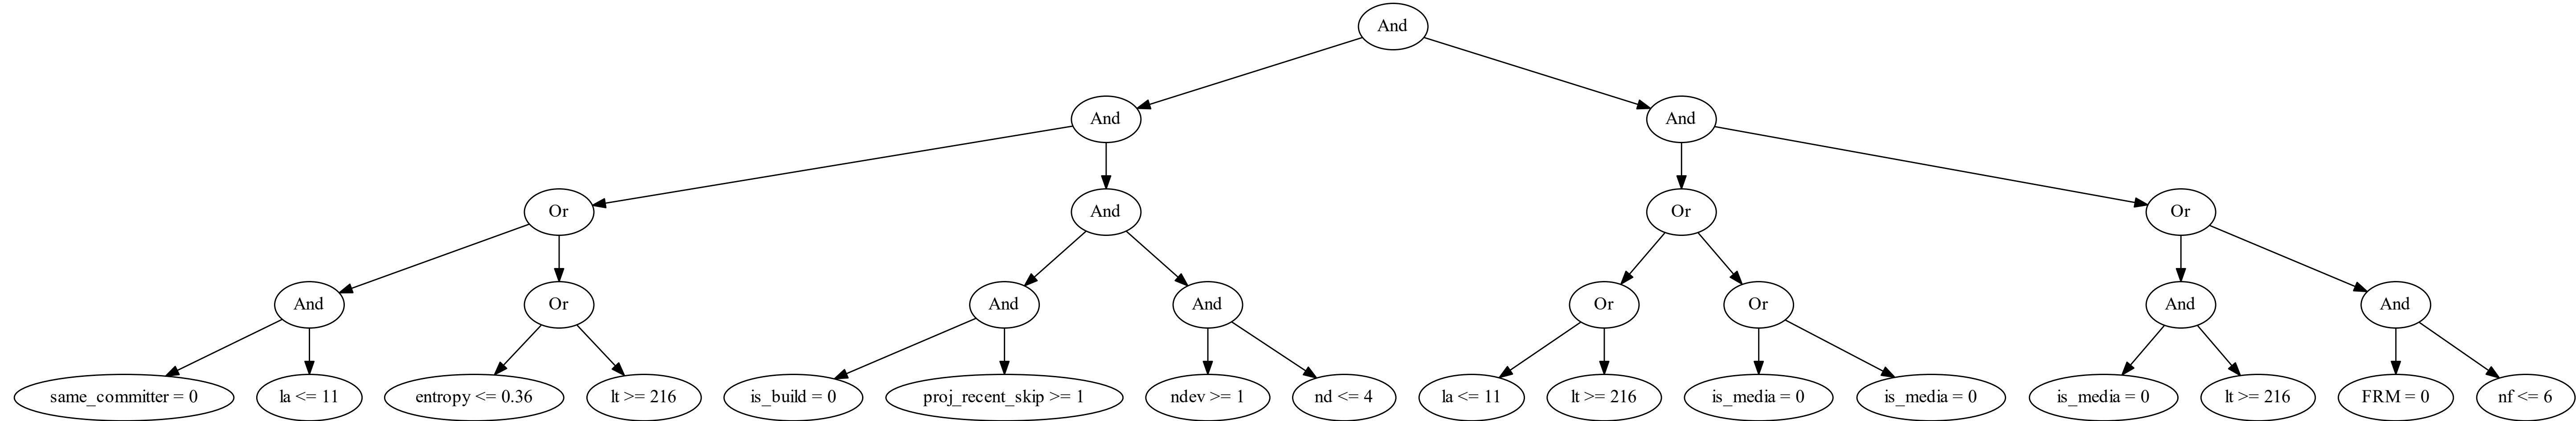 And
And
And
Or
And
Or
Or
And
Or
And
And
Or
Or
And
And
same_committer = 0
la <= 11
entropy <= 0.36
lt >= 216
is_build = 0
proj_recent_skip >= 1
ndev >= 1
nd <= 4
la <= 11
lt >= 216
is_media = 0
is_media = 0
is_media = 0
lt >= 216
FRM = 0
nf <= 6